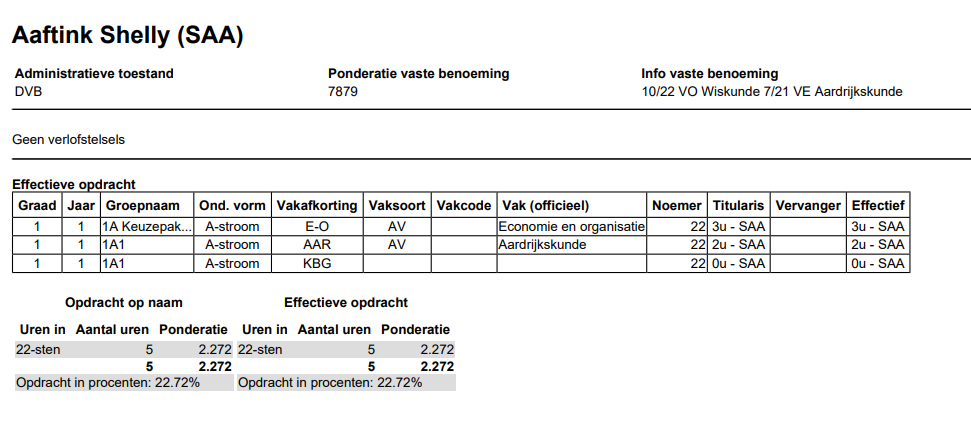 Aaftink Shelly (SAA)
Administratieve toestand Ponderatie vaste benoeming Info vaste benoeming
DVB 7879 10/22 VO Wiskunde 7/21 VE Aardrijkskunde
Geen verlofstelsels
Effectieve opdracht
Graad Jaar Groepnaam Ond. vorm Vakafkorting Vaksoort Vakcode Vak (officieel) Noemer Titularis Vervanger Effectief
1 1 1A Keuzepak... A-stroom E-O AV Economie en organisatie 22 3u - SAA 3u - SAA
1 1 1A1 A-stroom AAR AV Aardrijkskunde 22 2u - SAA 2u - SAA
1 1 1A1 A-stroom KBG 22 0u - SAA 0u - SAA
Opdracht op naam Effectieve opdracht
Uren in Aantal uren Ponderatie Uren in Aantal uren Ponderatie
22-sten 5 2.272 22-sten 5 2.272
5 2.272 5 2.272
Opdracht in procenten: 22.72% Opdracht in procenten: 22.72%